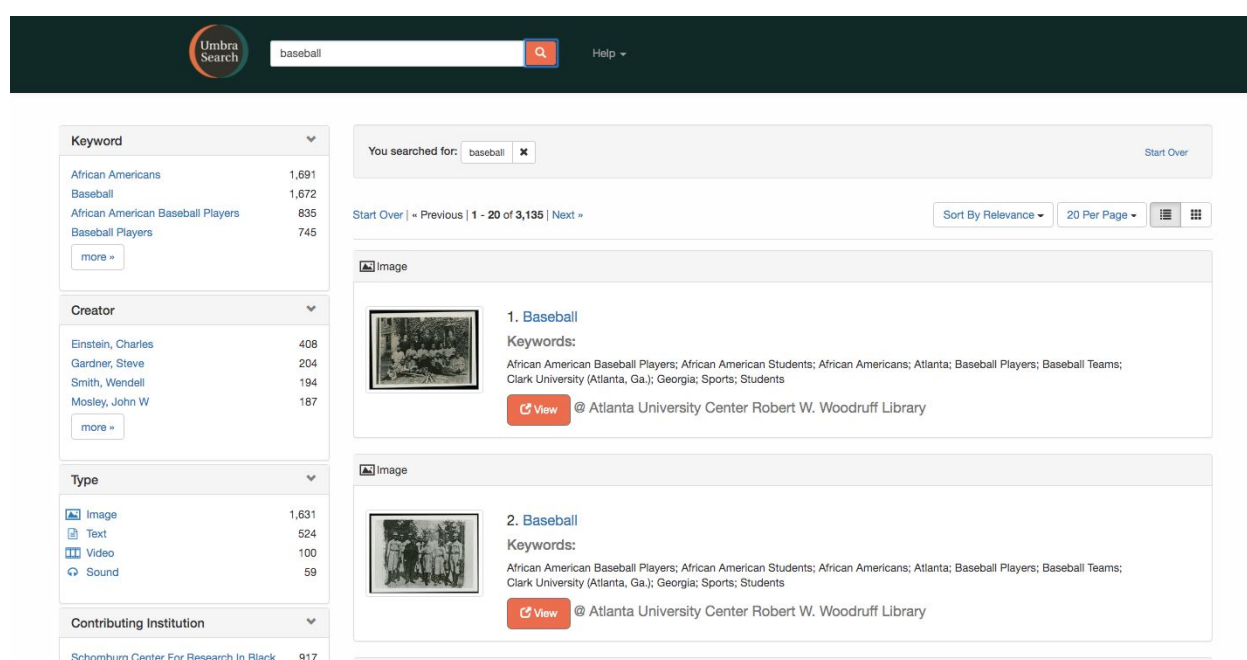 Umbra
Search
baseball
Help
Keyword
African Americans 1,691
Baseball 1,672
African American Baseball Players 835
Baseball Players 745
more »
Creator
Einstein, Charles 408
Gardner, Steve 204
Smith, Wendell 194
Mosley, John W 187
more »
Type
Image 1,631
Text 524
Video 100
Sound 59
Contributing Institution
Schomburg Center For Research In Black 917
You searched for: baseball ✖
Start Over
Start Over | « Previous | 1 - 20 of 3,135 | Next »
Sort By Relevance
20 Per Page
Image
1. Baseball
Keywords:
African American Baseball Players; African American Students; African Americans; Atlanta; Baseball Players; Baseball Teams;
Clark University (Atlanta, Ga.); Georgia; Sports; Students
View @ Atlanta University Center Robert W. Woodruff Library
Image
2. Baseball
Keywords:
African American Baseball Players; African American Students; African Americans; Atlanta; Baseball Players; Baseball Teams;
Clark University (Atlanta, Ga.); Georgia; Sports; Students
View @ Atlanta University Center Robert W. Woodruff Library